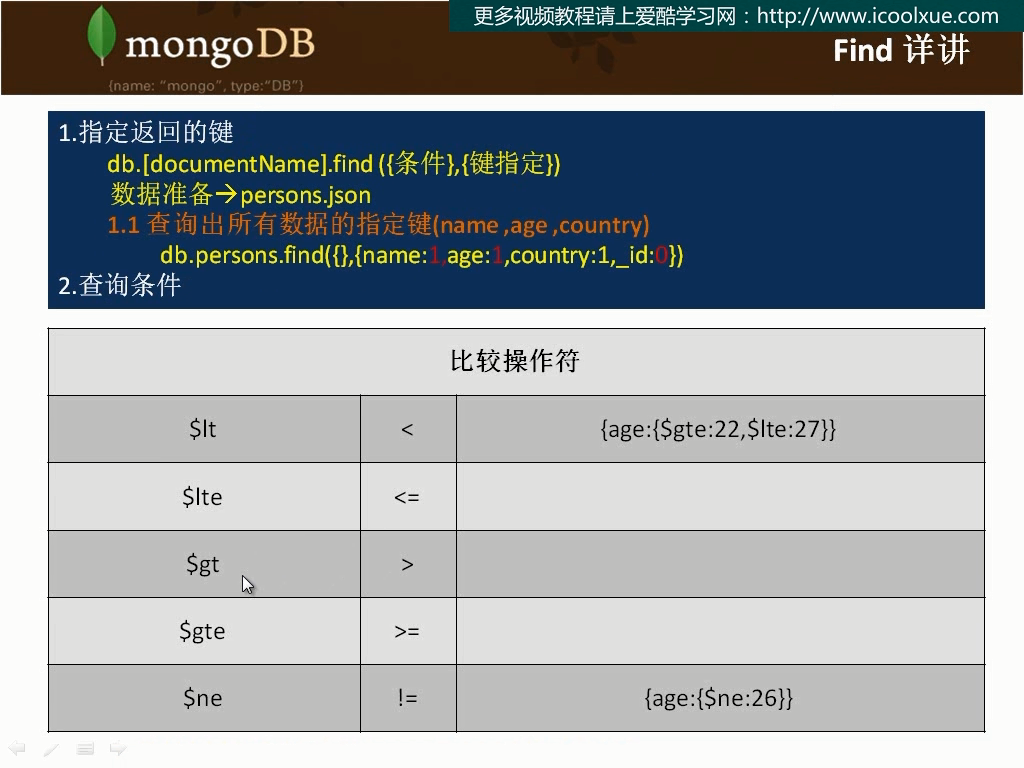 更多视频教程请上爱酷学习网：http://www.icoolxue.com
mongoDB
{name: “mongo”, type:“DB”}
Find 详讲
1.指定返回的键
db.[documentName].find ({条件},{键指定})
数据准备→persons.json
1.1 查询出所有数据的指定键(name ,age ,country)
db.persons.find({},{name:1,age:1,country:1,_id:0})
2.查询条件
比较操作符
$lt < {age:{$gte:22,$lte:27}}
$lte <=
$gt >
$gte >=
$ne != {age:{$ne:26}}